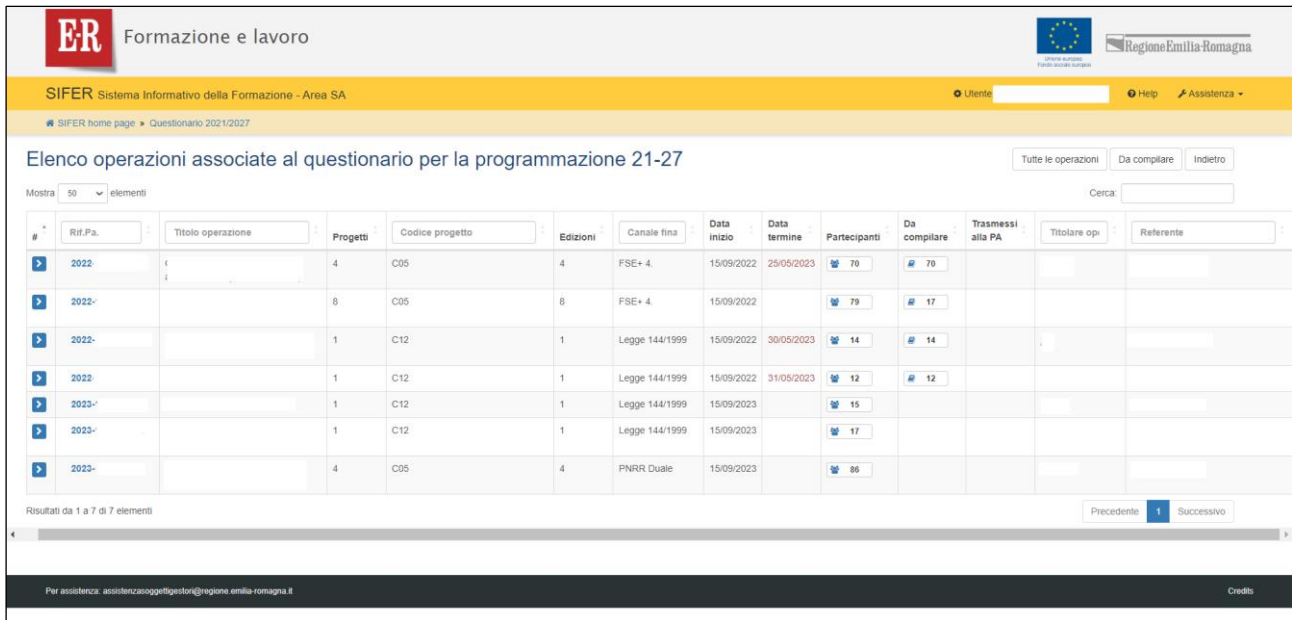 E·R Formazione e lavoro
Unione europea
Fondo sociale europeo
RegioneEmilia-Romagna
SIFER Sistema Informativo della Formazione - Area SA Utente Help Assistenza
SIFER home page » Questionario 2021/2027
Elenco operazioni associate al questionario per la programmazione 21-27 Tutte le operazioni Da compilare Indietro
Mostra 50 elementi Cerca:
# Rif.Pa. Titolo operazione Progetti Codice progetto Edizioni Canale fina Data inizio Data termine Partecipanti Da compilare Trasmessi alla PA Titolare op Referente
2022- 4 C05 4 FSE+ 4. 15/09/2022 25/05/2023 70 70
2022- 8 C05 8 FSE+ 4. 15/09/2022 79 17
2022- 1 C12 1 Legge 144/1999 15/09/2022 30/05/2023 14 14
2022 1 C12 1 Legge 144/1999 15/09/2022 31/05/2023 12 12
2023- 1 C12 1 Legge 144/1999 15/09/2023 15
2023- 1 C12 1 Legge 144/1999 15/09/2023 17
2023- 4 C05 4 PNRR Duale 15/09/2023 86
Risultati da 1 a 7 di 7 elementi Precedente 1 Successivo
Per assistenza: assistenzasoggettigestori@regione.emilia-romagna.it Credits